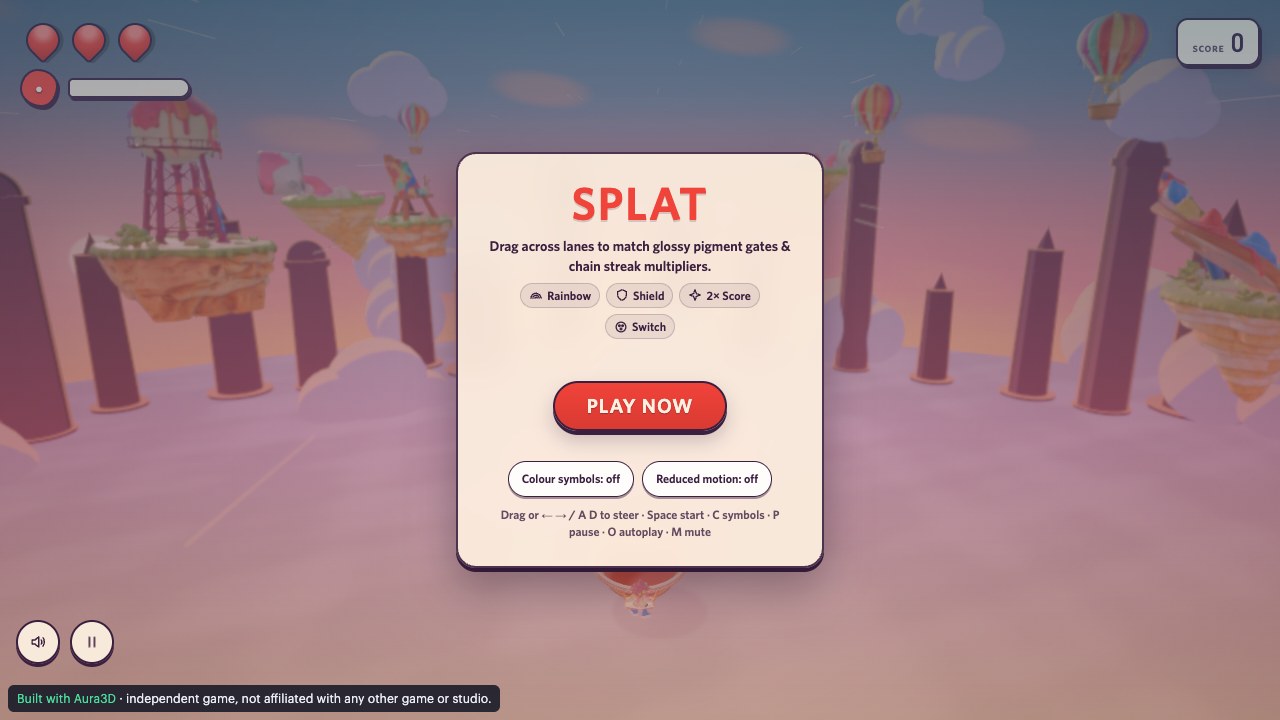 SCORE 0
SPLAT
Drag across lanes to match glossy pigment gates &
chain streak multipliers.
Rainbow
Shield
2× Score
Switch
PLAY NOW
Colour symbols: off
Reduced motion: off
Drag or ← → / A D to steer · Space start · C symbols · P
pause · O autoplay · M mute
Built with Aura3D · independent game, not affiliated with any other game or studio.